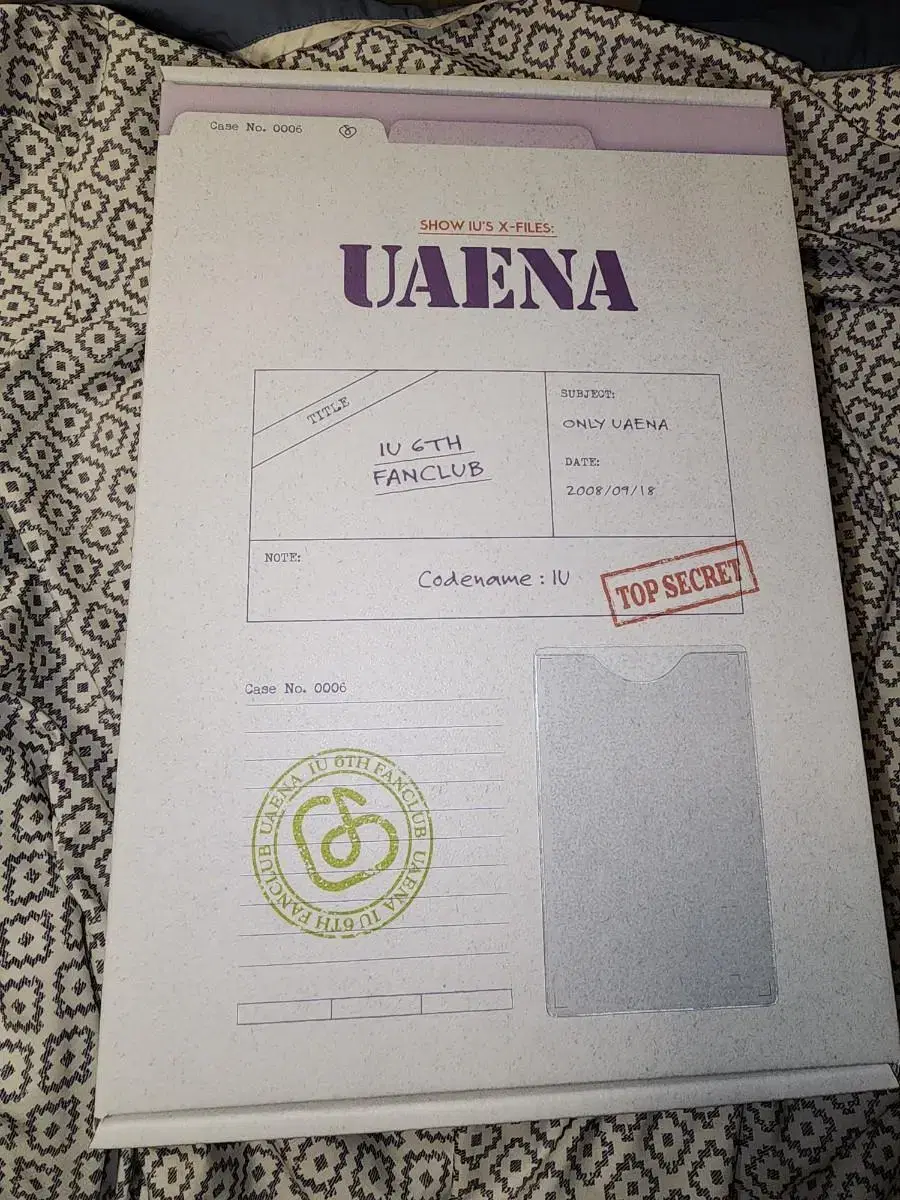 Case No. 0006
SHOW IU'S X-FILES:
UAENA
TITLE
IU 6TH
FANCLUB
SUBJECT:
ONLY UAENA
DATE:
2008/09/18
NOTE:
Codename : IU
TOP SECRET
Case No. 0006
UAENA IU 6TH FANCLUB UAENA IU 6TH FANCLUB